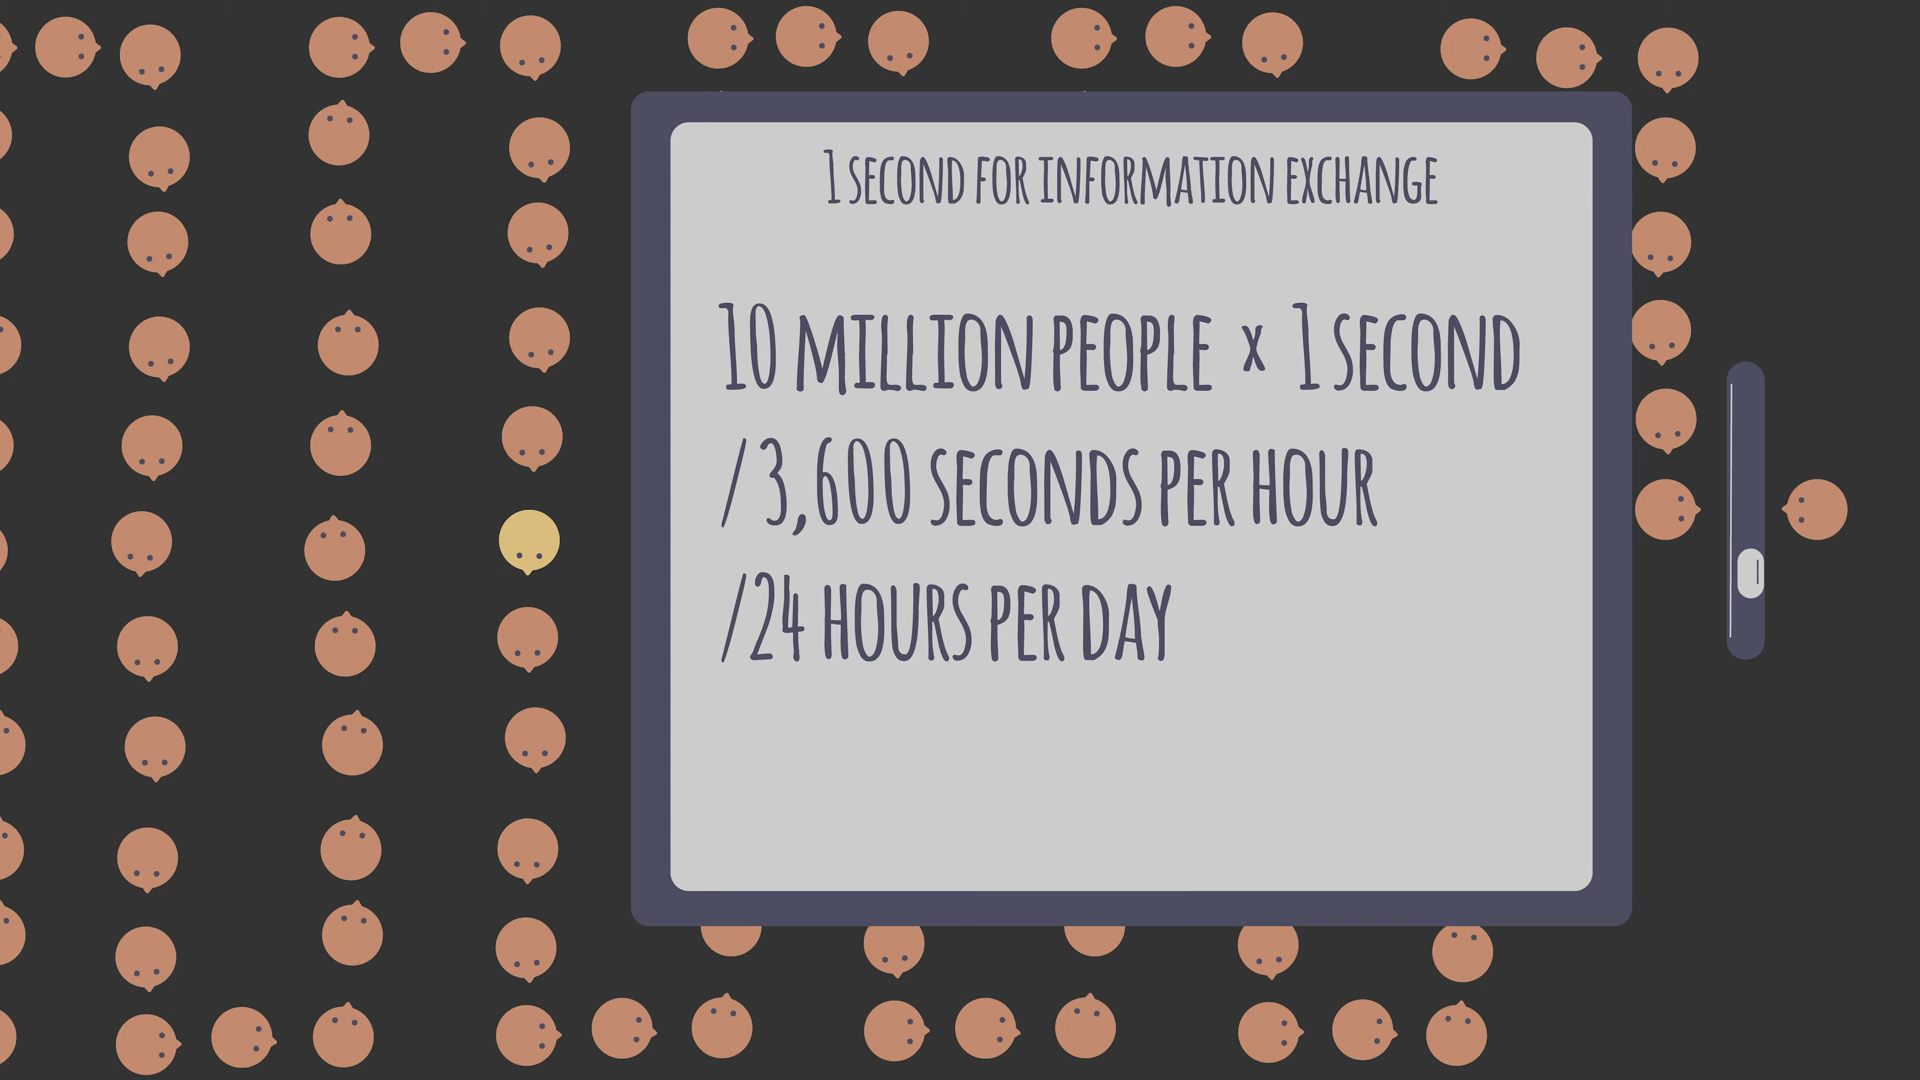 1 SECOND FOR INFORMATION EXCHANGE
10 MILLION PEOPLE x 1 SECOND
/3,600 SECONDS PER HOUR
/24 HOURS PER DAY